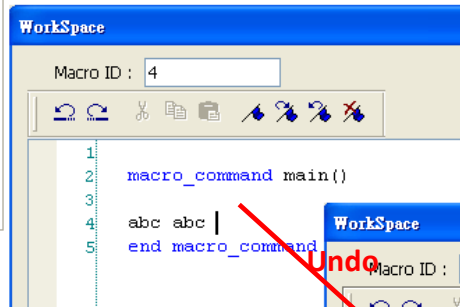 WorkSpace
Macro ID : 4
1
2 macro_command main()
3
4 abc abc
5 end macro_command
WorkSpace
Undo
Macro ID :